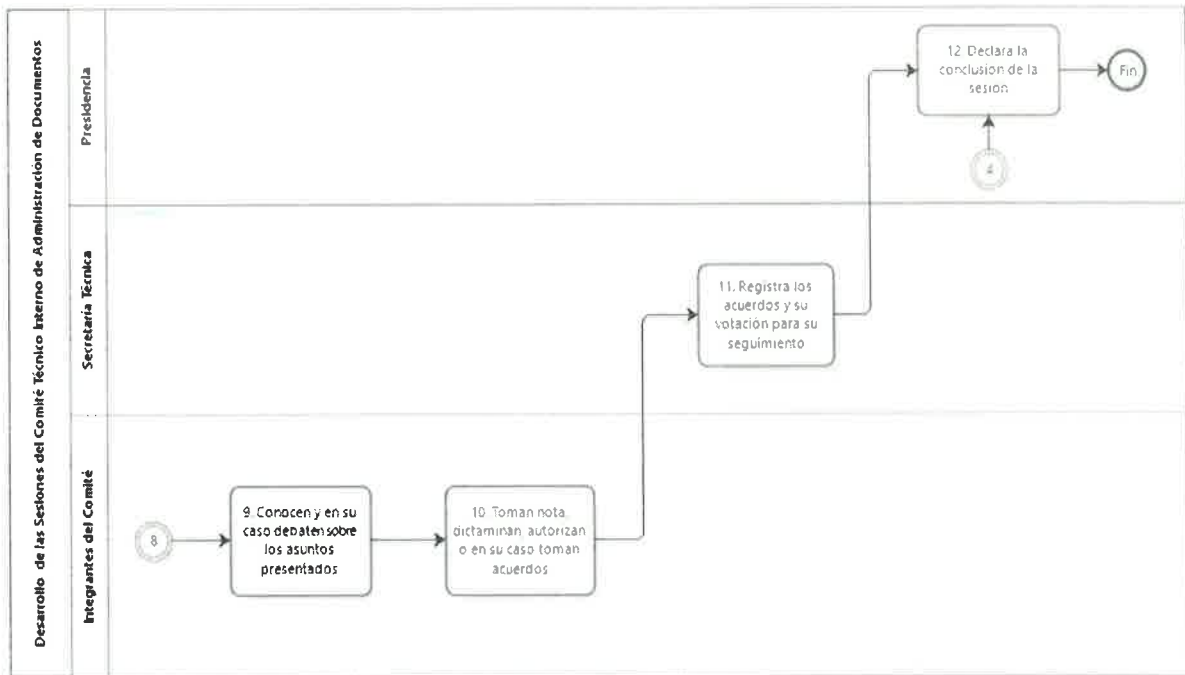 Desarrollo de las Sesiones del Comité Técnico Interno de Administración de Documentos
Presidencia
12. Declara la
conclusión de la
sesión
Fin
4
Secretaría Técnica
11. Registra los
acuerdos y su
votación para su
seguimiento
Integrantes del Comité
8
9. Conocen y en su
caso debaten sobre
los asuntos
presentados
10. Toman nota,
dictaminan, autorizan
o en su caso toman
acuerdos